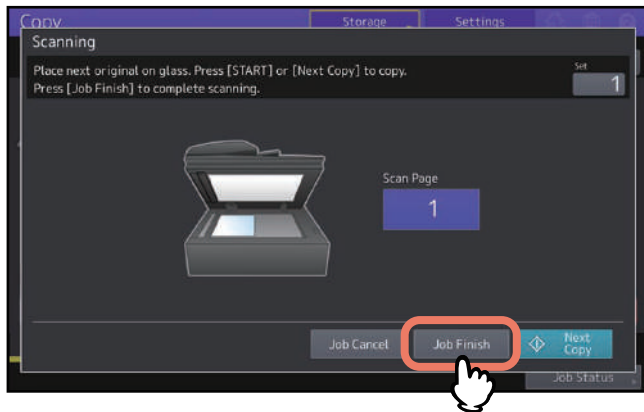 Copy
Storage
Settings
Scanning
Place next original on glass. Press [START] or [Next Copy] to copy.
Press [Job Finish] to complete scanning.
Set
1
Scan Page
1
Job Cancel
Job Finish
Next
Copy
Job Status